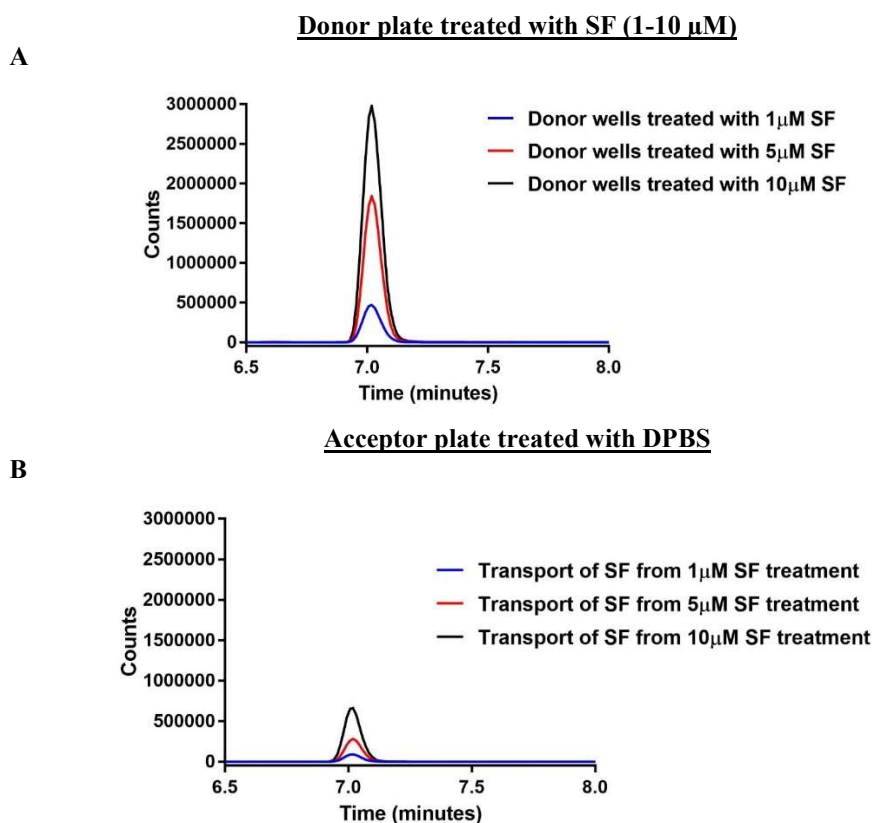 Donor plate treated with SF (1-10 µM)
A
3000000
2500000
2000000
1500000
1000000
500000
0
Counts
Donor wells treated with 1μM SF
Donor wells treated with 5μM SF
Donor wells treated with 10μM SF
6.5 7.0 7.5 8.0
Time (minutes)
Acceptor plate treated with DPBS
B
3000000
2500000
2000000
1500000
1000000
500000
0
Counts
Transport of SF from 1μM SF treatment
Transport of SF from 5μM SF treatment
Transport of SF from 10μM SF treatment
6.5 7.0 7.5 8.0
Time (minutes)